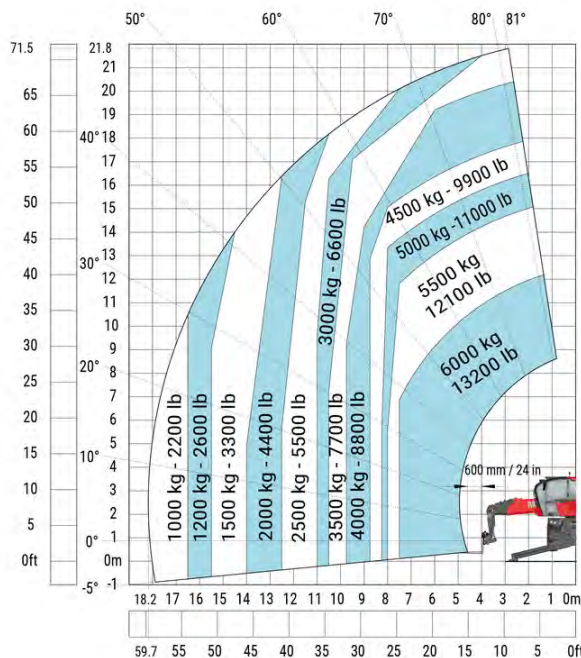 50° 60° 70° 80° 81°
71.5 21.8
21
65 20
19
60 18
40°
17
55 16
50 15
14
45 13
30° 12
40 11
35 10
9
30 8
20°
25 7
6
20 5
15 4
10° 3
10 2
5 1
0°
0ft 0m
-5° -1
1000 kg - 2200 lb
1200 kg - 2600 lb
1500 kg - 3300 lb
2000 kg - 4400 lb
2500 kg - 5500 lb
3000 kg - 6600 lb
3500 kg - 7700 lb
4000 kg - 8800 lb
4500 kg - 9900 lb
5000 kg -11000 lb
5500 kg
12100 lb
6000 kg
13200 lb
600 mm / 24 in
18.2 17 16 15 14 13 12 11 10 9 8 7 6 5 4 3 2 1 0m
59.7 55 50 45 40 35 30 25 20 15 10 5 0ft